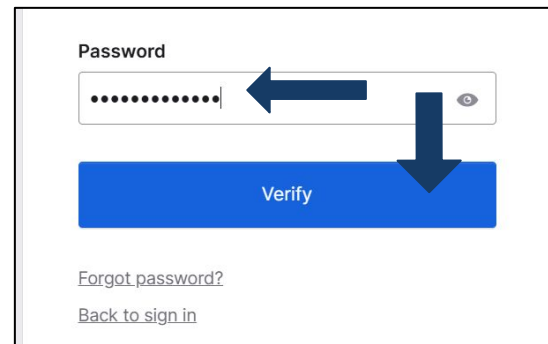 Password
•••••••••••••
Verify
Forgot password?
Back to sign in